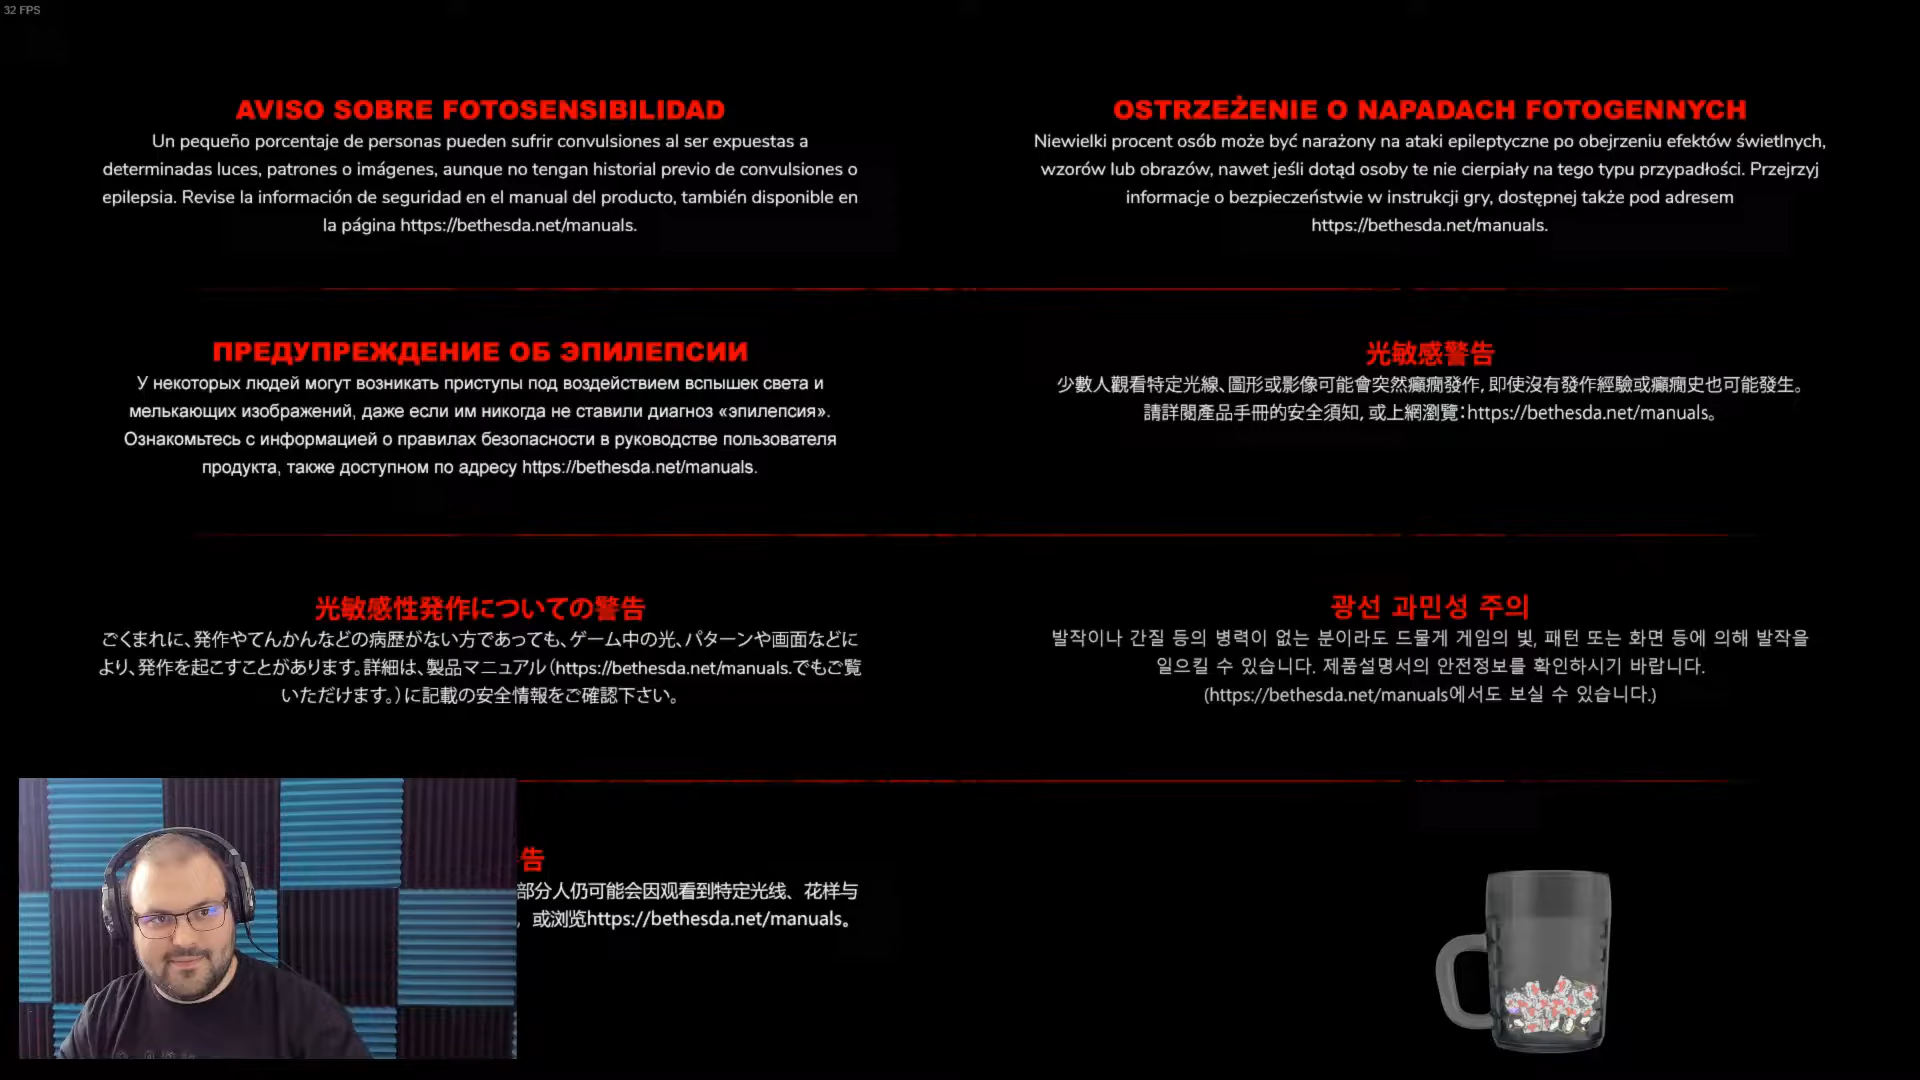 32 FPS
AVISO SOBRE FOTOSENSIBILIDAD
Un pequeño porcentaje de personas pueden sufrir convulsiones al ser expuestas a
determinadas luces, patrones o imágenes, aunque no tengan historial previo de convulsiones o
epilepsia. Revise la información de seguridad en el manual del producto, también disponible en
la página https://bethesda.net/manuals.
OSTRZEŻENIE O NAPADACH FOTOGENNYCH
Niewielki procent osób może być narażony na ataki epileptyczne po obejrzeniu efektów świetlnych,
wzorów lub obrazów, nawet jeśli dotąd osoby te nie cierpiały na tego typu przypadłości. Przejrzyj
informacje o bezpieczeństwie w instrukcji gry, dostępnej także pod adresem
https://bethesda.net/manuals.
ПРЕДУПРЕЖДЕНИЕ ОБ ЭПИЛЕПСИИ
У некоторых людей могут возникать приступы под воздействием вспышек света и
мелькающих изображений, даже если им никогда не ставили диагноз «эпилепсия».
Ознакомьтесь с информацией о правилах безопасности в руководстве пользователя
продукта, также доступном по адресу https://bethesda.net/manuals.
光敏感警告
少數人觀看特定光線、圖形或影像可能會突然癲癇發作, 即使沒有發作經驗或癲癇史也可能發生。
請詳閱產品手冊的安全須知, 或上網瀏覽：https://bethesda.net/manuals。
光敏感性発作についての警告
ごくまれに、発作やてんかんなどの病歴がない方であっても、ゲーム中の光、パターンや画面などに
より、発作を起こすことがあります。詳細は、製品マニュアル（https://bethesda.net/manuals.でもご覧
いただけます。）に記載の安全情報をご確認下さい。
광선 과민성 주의
발작이나 간질 등의 병력이 없는 분이라도 드물게 게임의 빛, 패턴 또는 화면 등에 의해 발작을
일으킬 수 있습니다. 제품설명서의 안전정보를 확인하시기 바랍니다.
(https://bethesda.net/manuals에서도 보실 수 있습니다.)
告
部分人仍可能会因观看到特定光线、花样与
，或浏览https://bethesda.net/manuals。